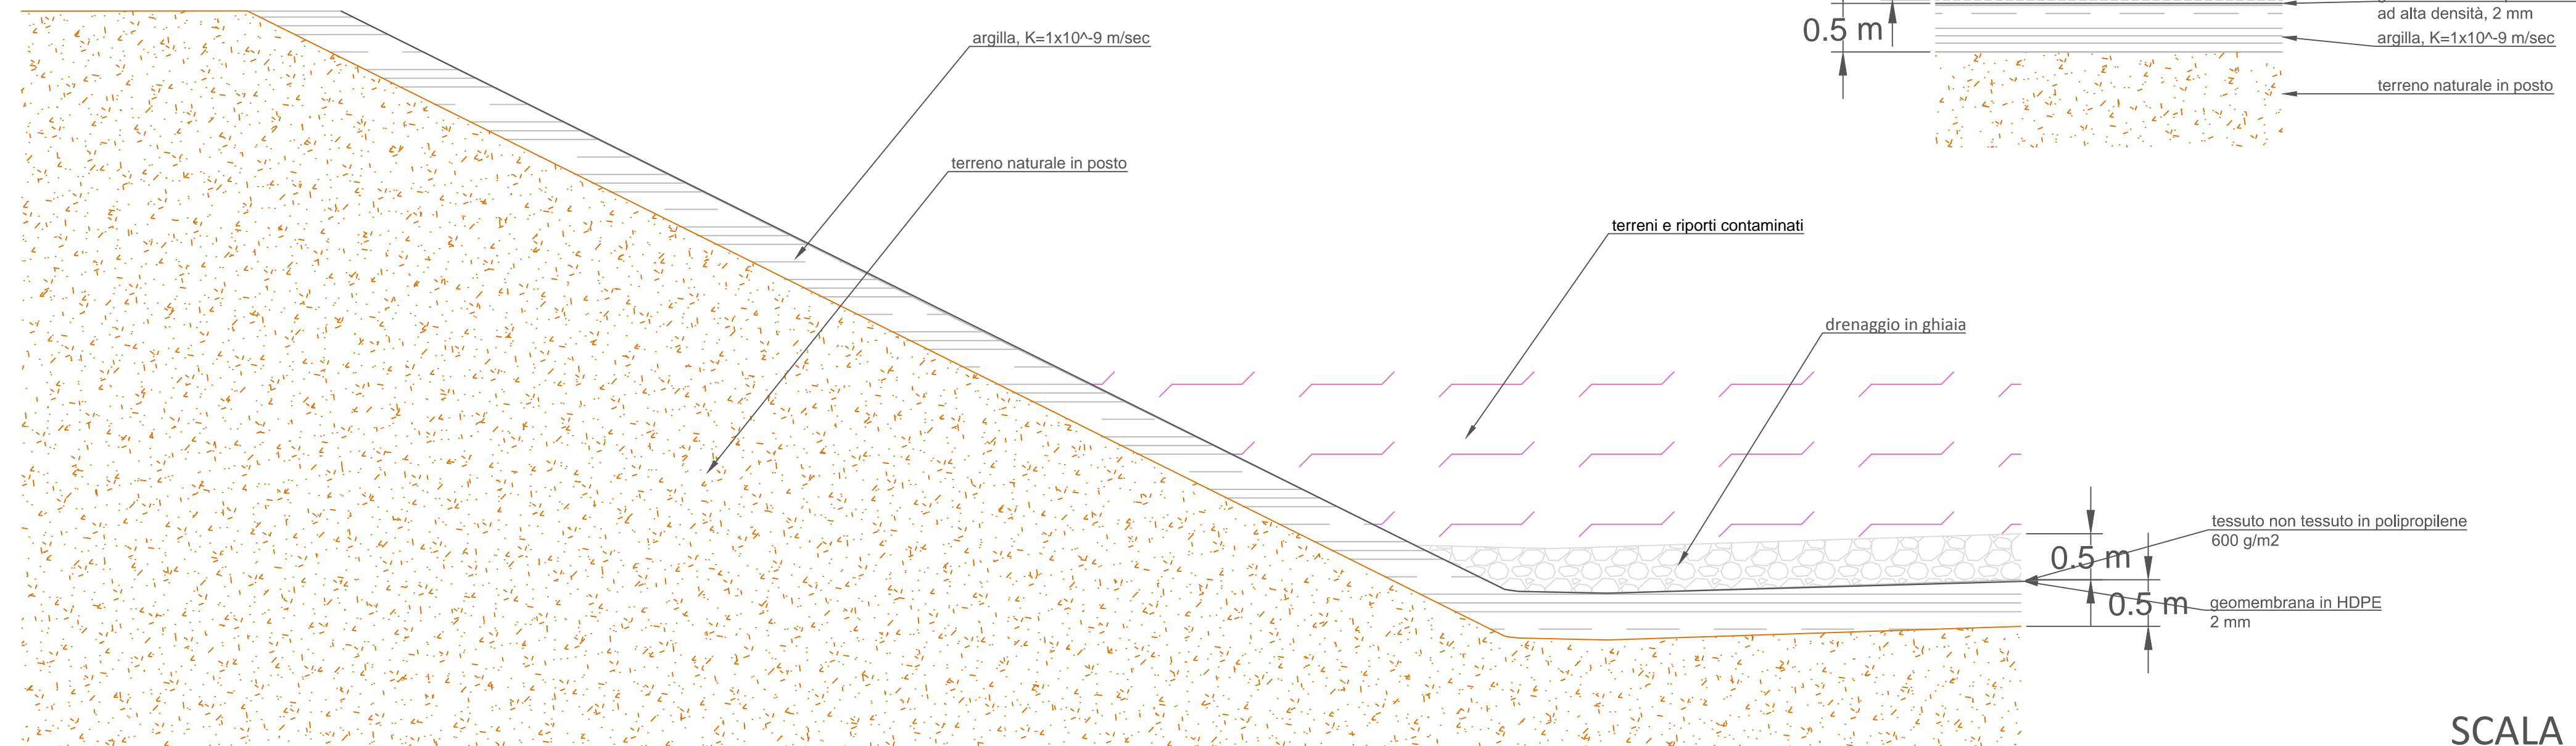 argilla, K=1x10^-9 m/sec
terreno naturale in posto
terreni e riporti contaminati
drenaggio in ghiaia
0.5 m
ad alta densità, 2 mm
argilla, K=1x10^-9 m/sec
terreno naturale in posto
0.5 m
tessuto non tessuto in polipropilene
600 g/m2
0.5 m
geomembrana in HDPE
2 mm
SCALA